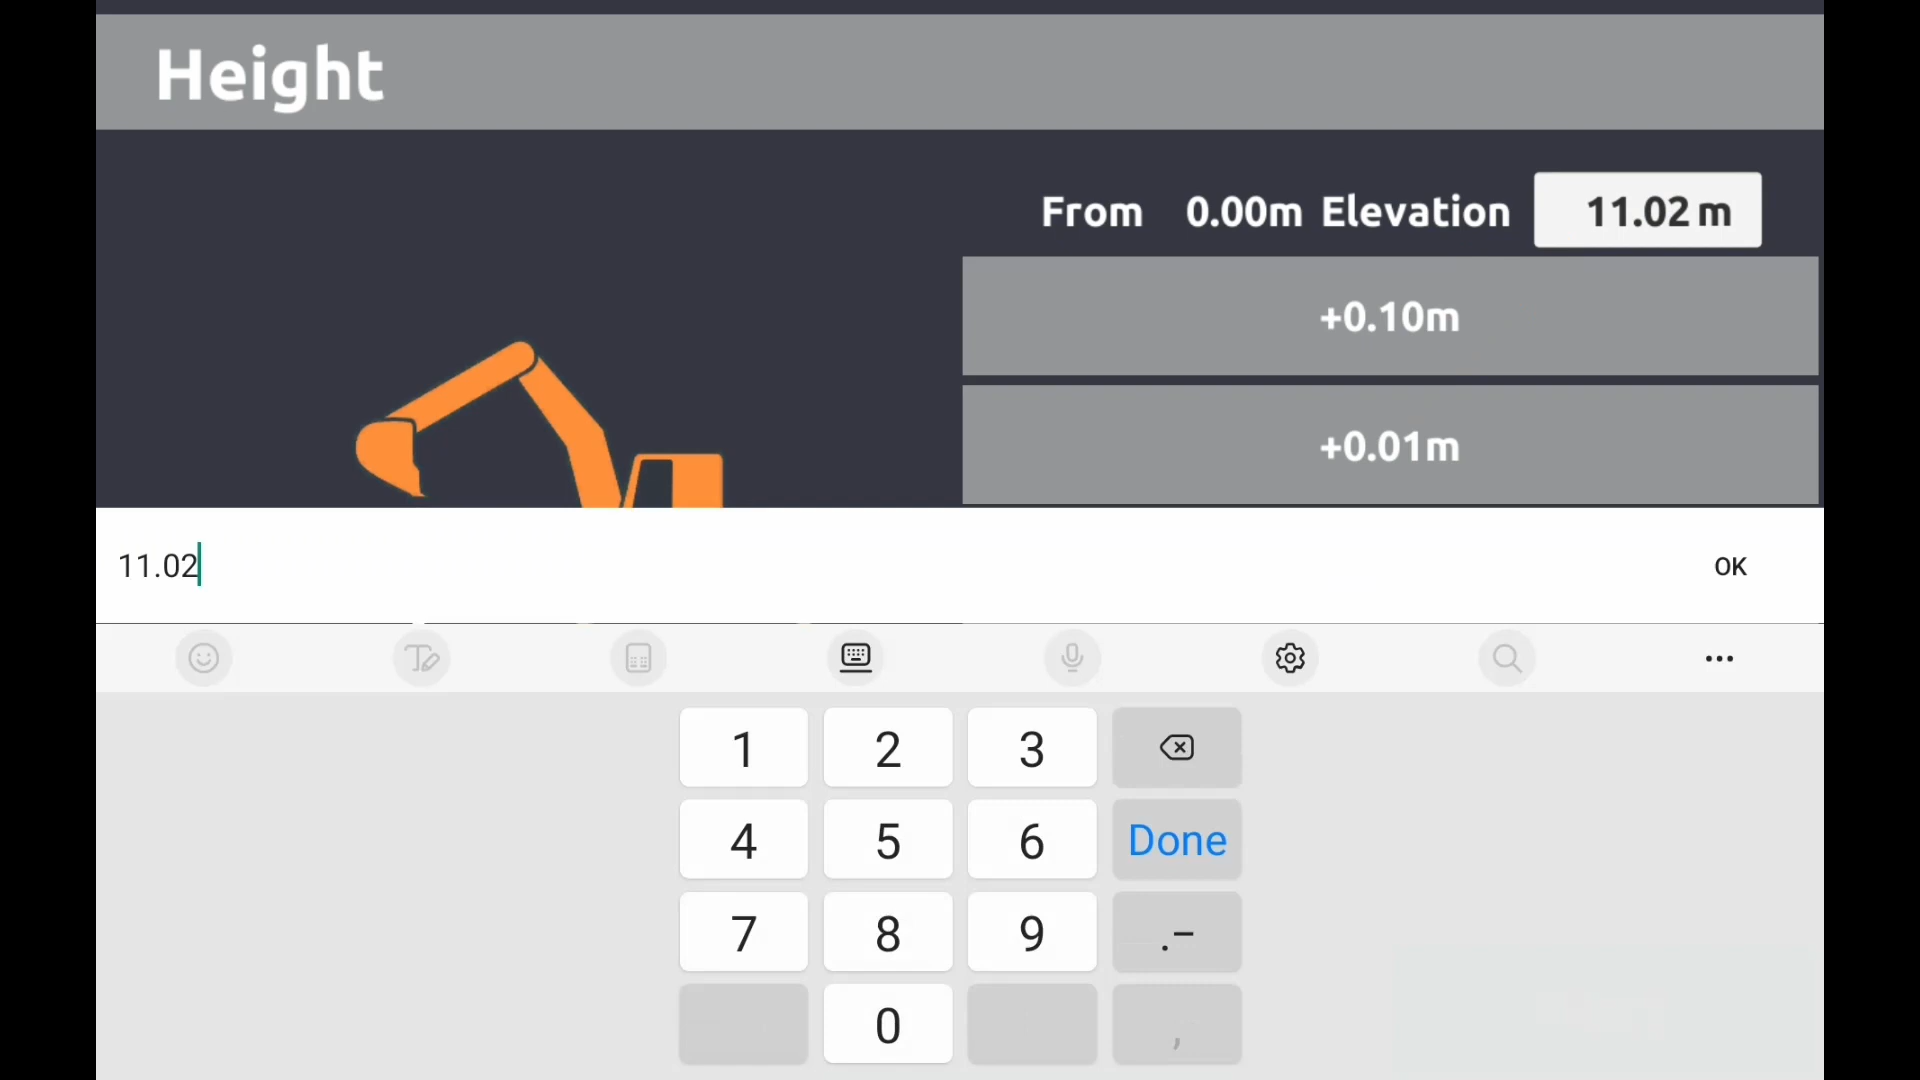 Height
From 0.00m Elevation 11.02 m
+0.10m
+0.01m
11.02 OK
1 2 3
4 5 6 Done
7 8 9 .-
0 ,